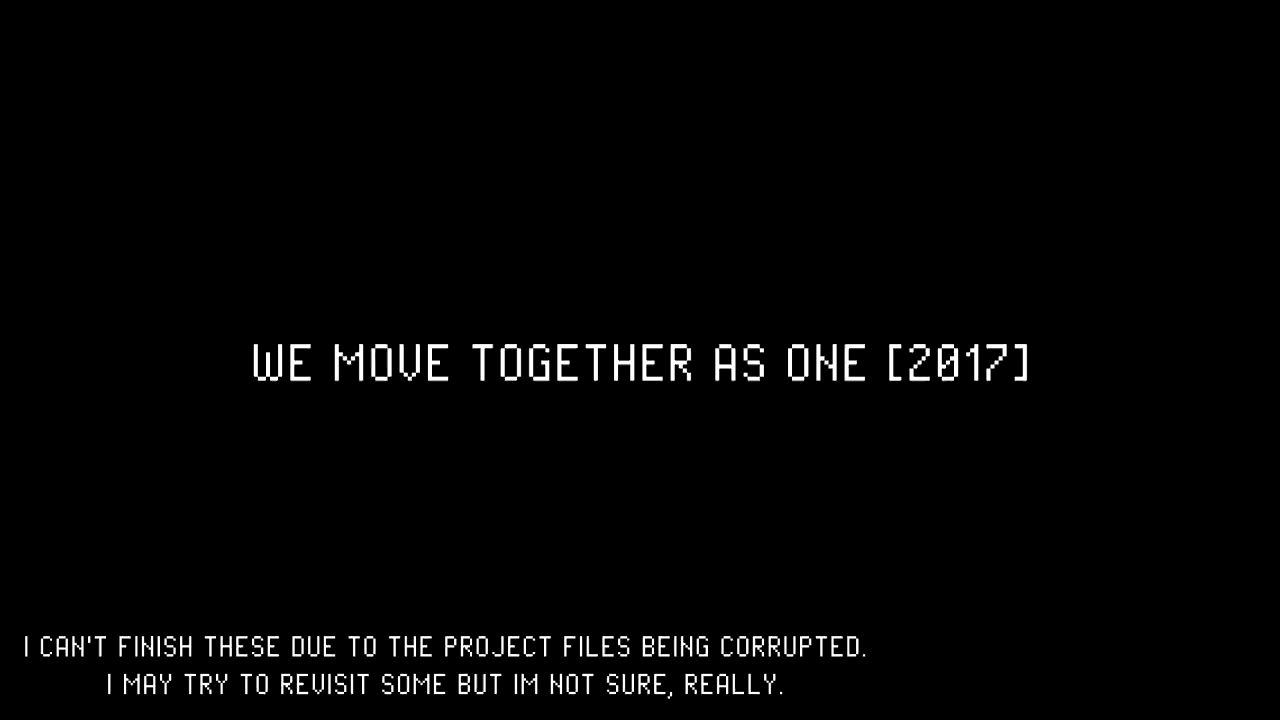 WE MOVE TOGETHER AS ONE [2017]
I CAN'T FINISH THESE DUE TO THE PROJECT FILES BEING CORRUPTED.
I MAY TRY TO REVISIT SOME BUT IM NOT SURE, REALLY.